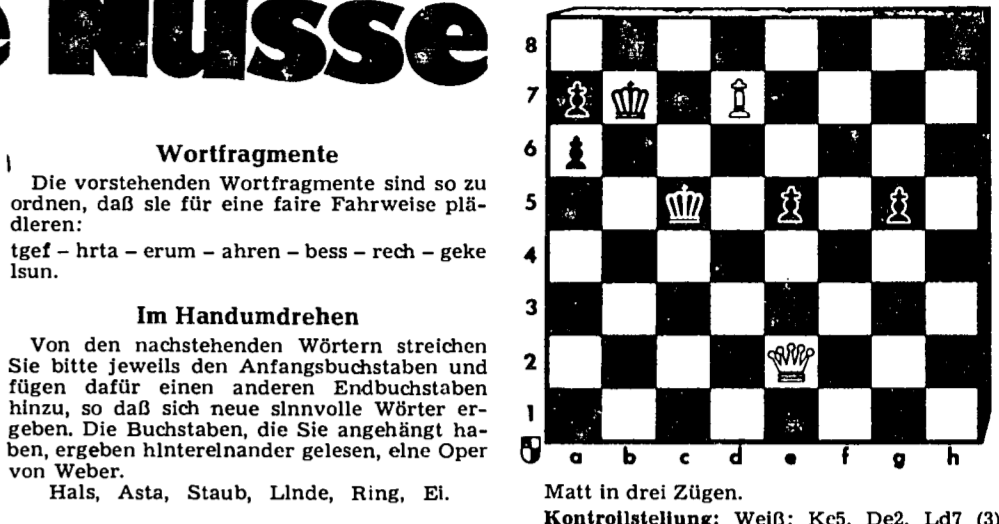 Nüsse
Wortfragmente
Die vorstehenden Wortfragmente sind so zu
ordnen, daß sie für eine faire Fahrweise plä-
dieren:
tgef – hrta – erum – ahren – bess – rech – geke
lsun.
Im Handumdrehen
Von den nachstehenden Wörtern streichen
Sie bitte jeweils den Anfangsbuchstaben und
fügen dafür einen anderen Endbuchstaben
hinzu, so daß sich neue sinnvolle Wörter er-
geben. Die Buchstaben, die Sie angehängt ha-
ben, ergeben hintereinander gelesen, eine Oper
von Weber.
Hals, Asta, Staub, Linde, Ring, Ei.
8
7
6
5
4
3
2
1
a b c d e f g h
Matt in drei Zügen.
Kontrollstellung: Weiß: Kc5, De2, Ld7 (3)